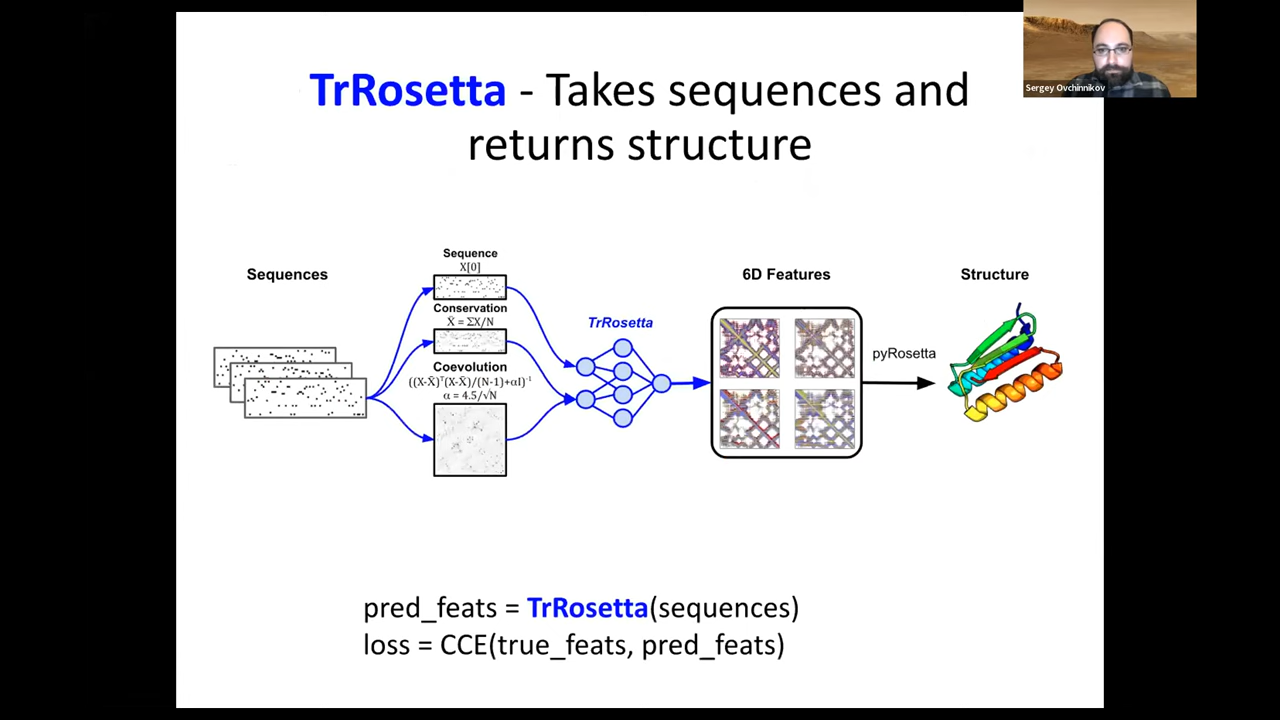 TrRosetta - Takes sequences and
returns structure
Sergey Ovchinnikov
Sequences
Sequence
X[0]
Conservation
X̄ = ΣX/N
Coevolution
((X-X̄)ᵀ(X-X̄)/(N-1)+αI)⁻¹
α = 4.5/√N
TrRosetta
6D Features
pyRosetta
Structure
pred_feats = TrRosetta(sequences)
loss = CCE(true_feats, pred_feats)